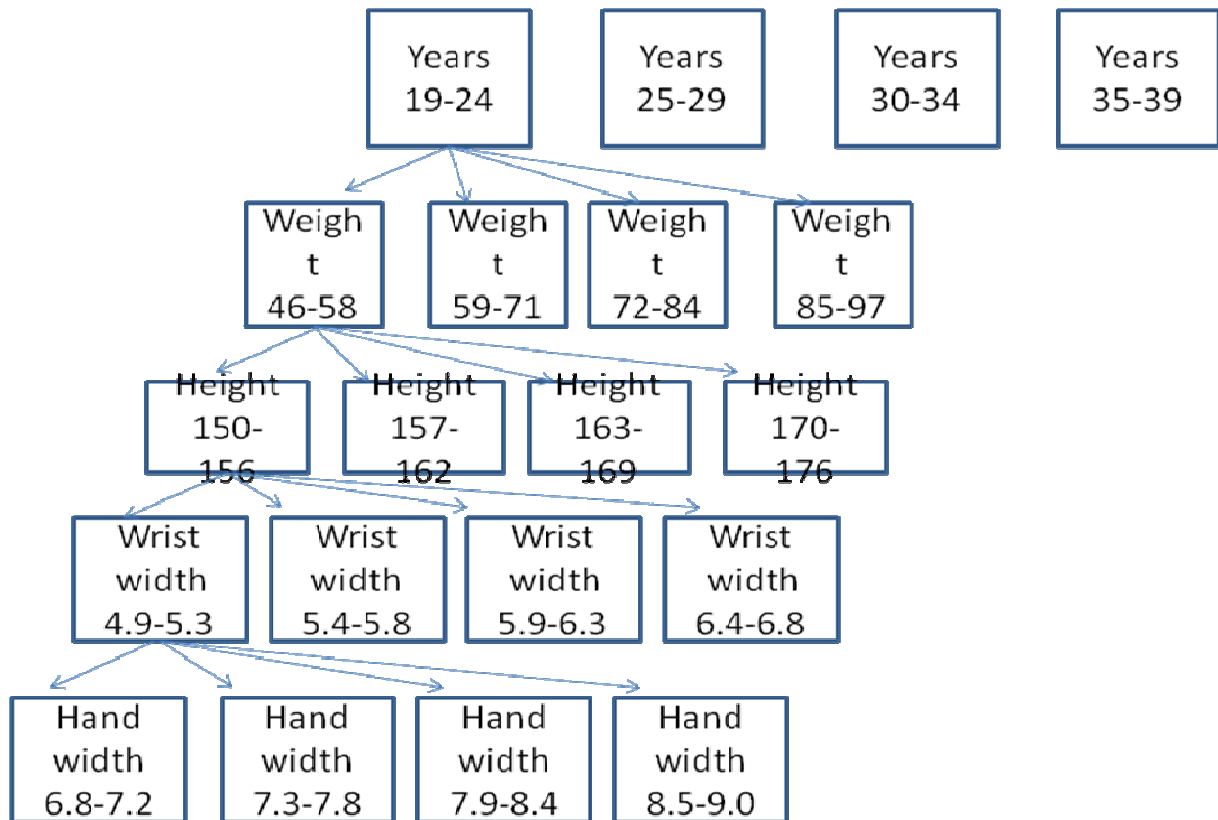 Years
19-24
Years
25-29
Years
30-34
Years
35-39
Weigh
t
46-58
Weigh
t
59-71
Weigh
t
72-84
Weigh
t
85-97
Height
150-
156
Height
157-
162
Height
163-
169
Height
170-
176
Wrist
width
4.9-5.3
Wrist
width
5.4-5.8
Wrist
width
5.9-6.3
Wrist
width
6.4-6.8
Hand
width
6.8-7.2
Hand
width
7.3-7.8
Hand
width
7.9-8.4
Hand
width
8.5-9.0